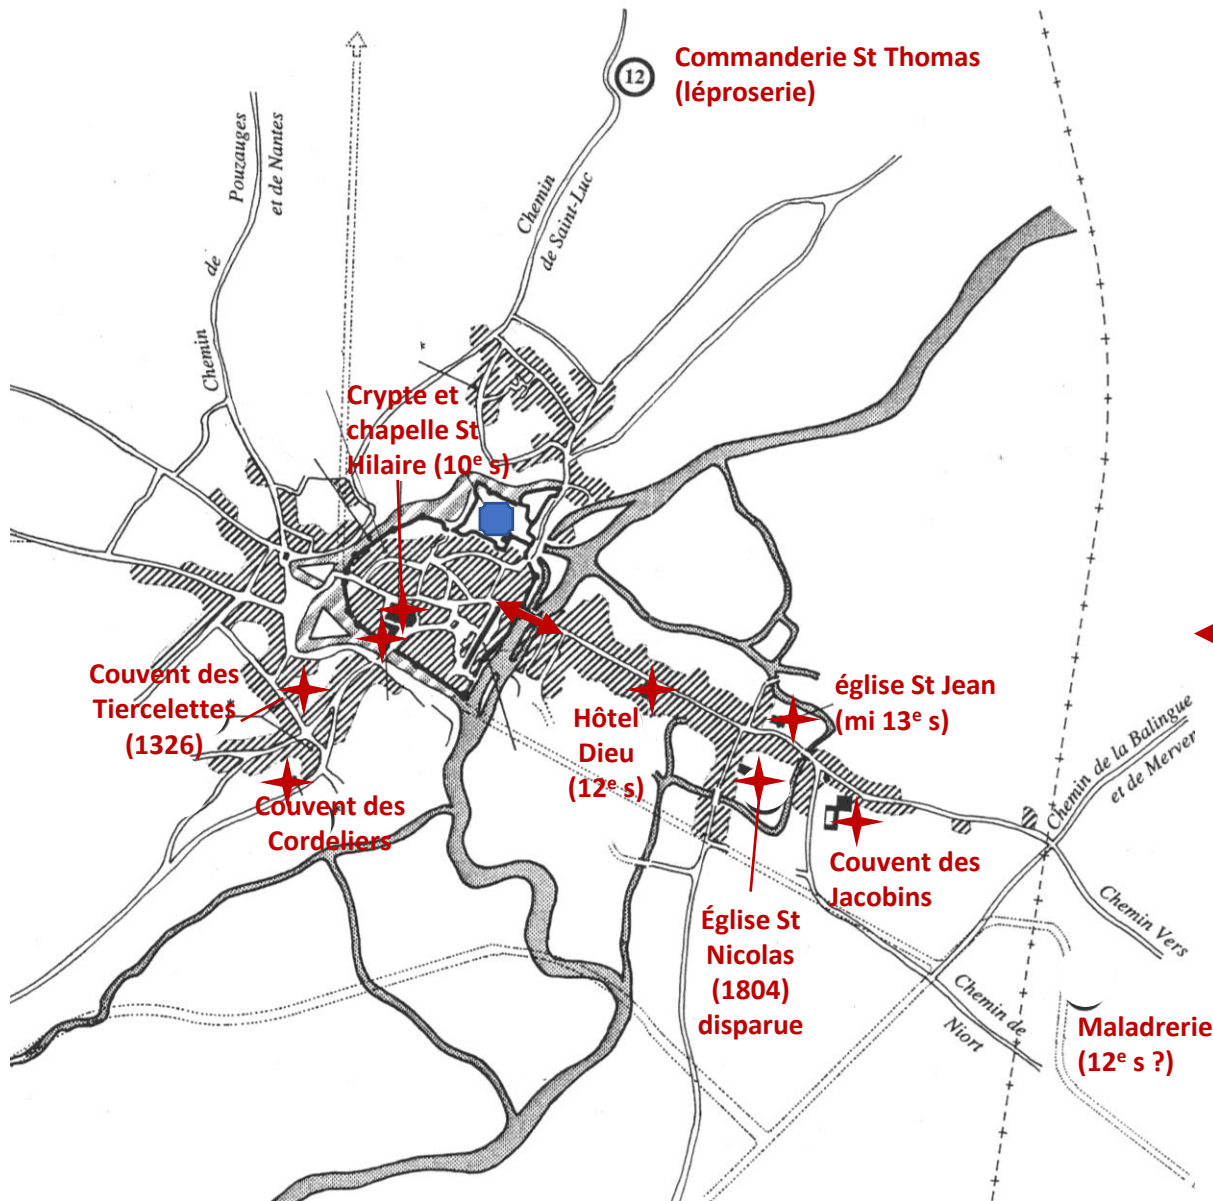 Commanderie St Thomas
(léproserie)
12
Pouzauges
et de Nantes
de
Chemin
Chemin
de Saint-Luc
Crypte et
chapelle St
Hilaire (10e s)
Couvent des
Tiercelettes
(1326)
Couvent des
Cordeliers
Hôtel
Dieu
(12e s)
église St Jean
(mi 13e s)
Chemin de la Balingue
et de Merven
Couvent des
Jacobins
Église St
Nicolas
(1804)
disparue
Chemin Vers
Chemin de
Niort
Maladrerie
(12e s ?)